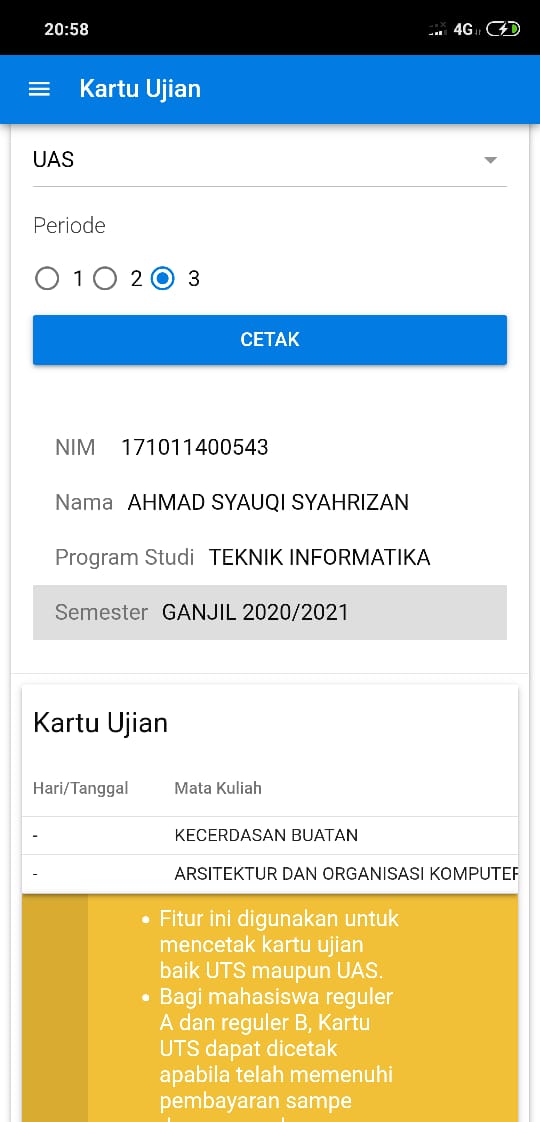 20:58
4G
Kartu Ujian
UAS
Periode
1 2 3
CETAK
NIM 171011400543
Nama AHMAD SYAUQI SYAHRIZAN
Program Studi TEKNIK INFORMATIKA
Semester GANJIL 2020/2021
Kartu Ujian
Hari/Tanggal Mata Kuliah
- KECERDASAN BUATAN
- ARSITEKTUR DAN ORGANISASI KOMPUTER
• Fitur ini digunakan untuk
mencetak kartu ujian
baik UTS maupun UAS.
• Bagi mahasiswa reguler
A dan reguler B, Kartu
UTS dapat dicetak
apabila telah memenuhi
pembayaran sampe